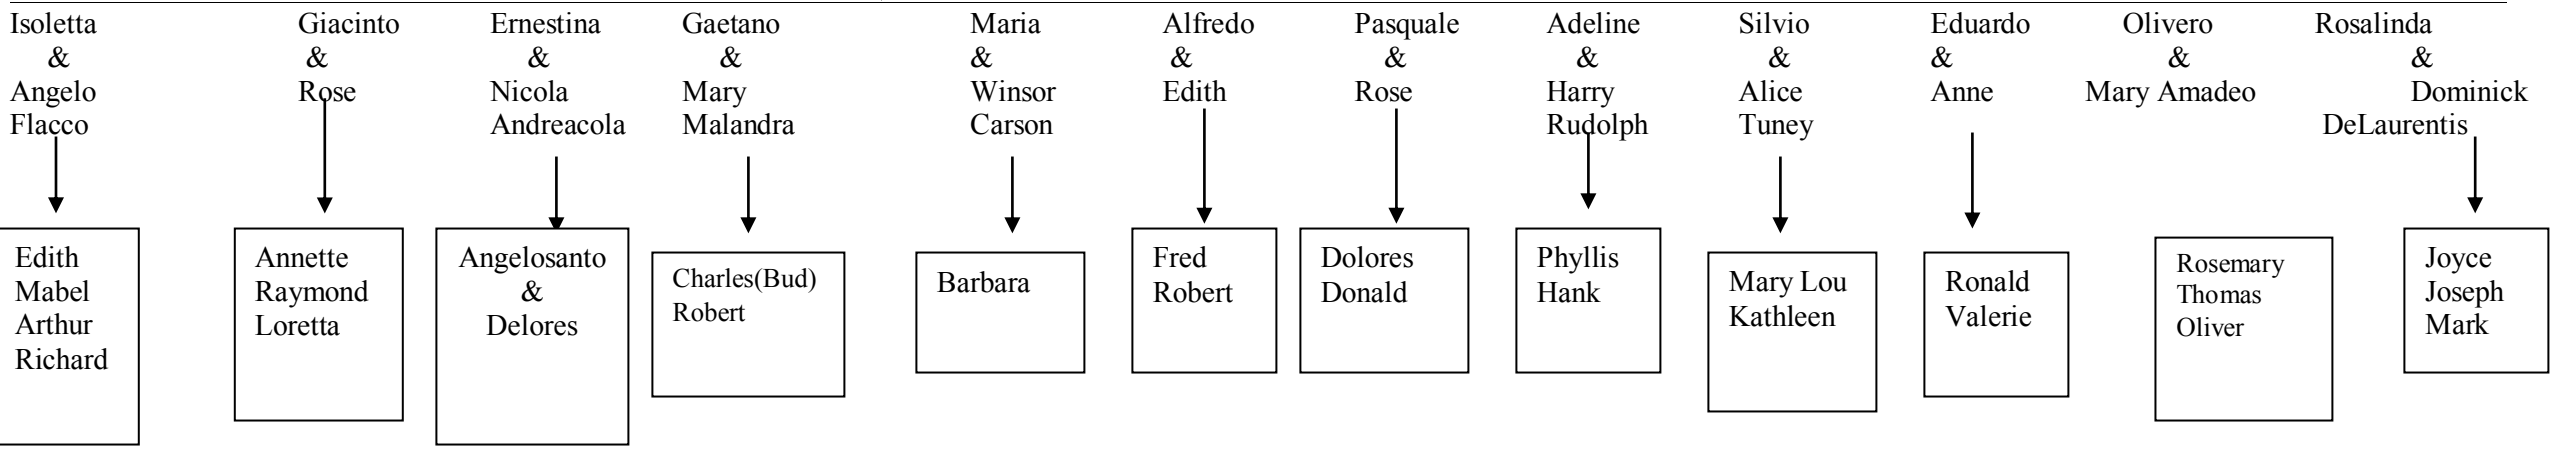 Isoletta
&
Angelo
Flacco
Edith
Mabel
Arthur
Richard
Giacinto
&
Rose
Annette
Raymond
Loretta
Ernestina
&
Nicola
Andreacola
Angelosanto
&
Delores
Gaetano
&
Mary
Malandra
Charles(Bud)
Robert
Maria
&
Winsor
Carson
Barbara
Alfredo
&
Edith
Fred
Robert
Pasquale
&
Rose
Dolores
Donald
Adeline
&
Harry
Rudolph
Phyllis
Hank
Silvio
&
Alice
Tuney
Mary Lou
Kathleen
Eduardo
&
Anne
Ronald
Valerie
Olivero
&
Mary Amadeo
Rosemary
Thomas
Oliver
Rosalinda
&
Dominick
DeLaurentis
Joyce
Joseph
Mark